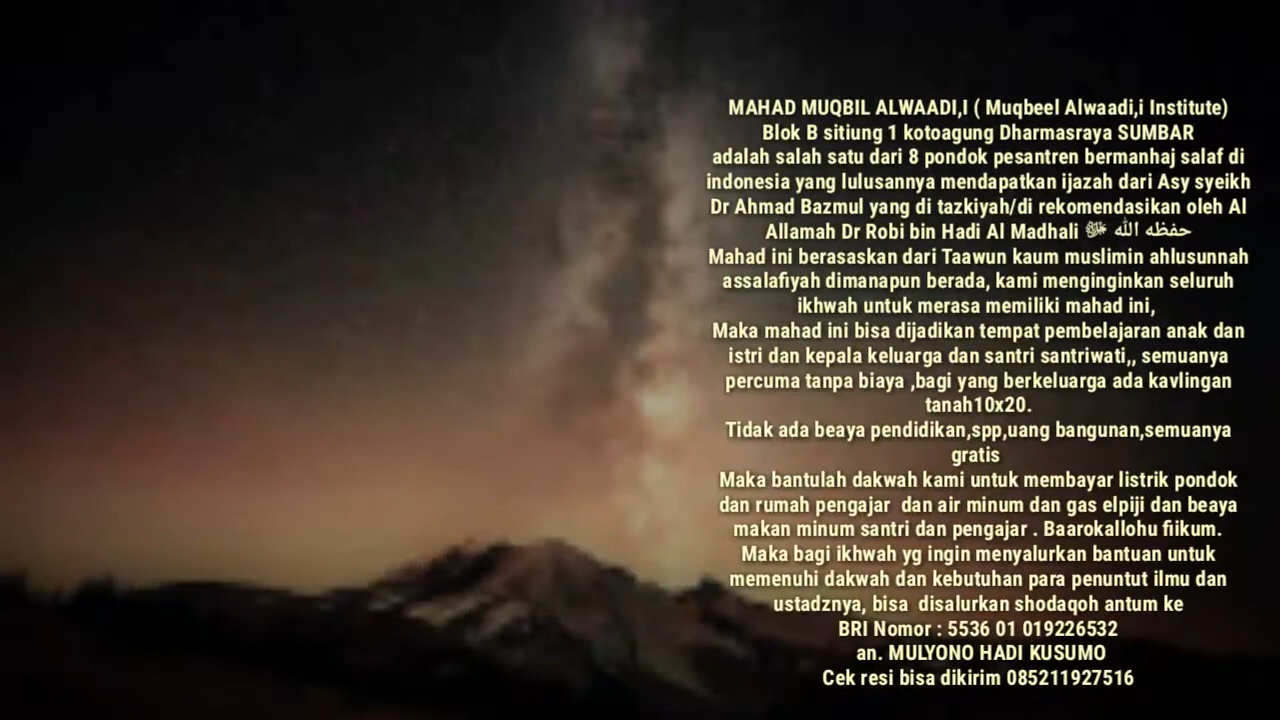 MAHAD MUQBIL ALWAADI,I ( Muqbeel Alwaadi,i Institute)
Blok B sitiung 1 kotoagung Dharmasraya SUMBAR
adalah salah satu dari 8 pondok pesantren bermanhaj salaf di
indonesia yang lulusannya mendapatkan ijazah dari Asy syeikh
Dr Ahmad Bazmul yang di tazkiyah/di rekomendasikan oleh Al
Allamah Dr Robi bin Hadi Al Madhali ﷺ حفظه الله
Mahad ini berasaskan dari Taawun kaum muslimin ahlusunnah
assalafiyah dimanapun berada, kami menginginkan seluruh
ikhwah untuk merasa memiliki mahad ini,
Maka mahad ini bisa dijadikan tempat pembelajaran anak dan
istri dan kepala keluarga dan santri santriwati,, semuanya
percuma tanpa biaya ,bagi yang berkeluarga ada kavlingan
tanah10x20.
Tidak ada beaya pendidikan,spp,uang bangunan,semuanya
gratis
Maka bantulah dakwah kami untuk membayar listrik pondok
dan rumah pengajar  dan air minum dan gas elpiji dan beaya
makan minum santri dan pengajar . Baarokallohu fiikum.
Maka bagi ikhwah yg ingin menyalurkan bantuan untuk
memenuhi dakwah dan kebutuhan para penuntut ilmu dan
ustadznya, bisa  disalurkan shodaqoh antum ke
BRI Nomor : 5536 01 019226532
an. MULYONO HADI KUSUMO
Cek resi bisa dikirim 085211927516